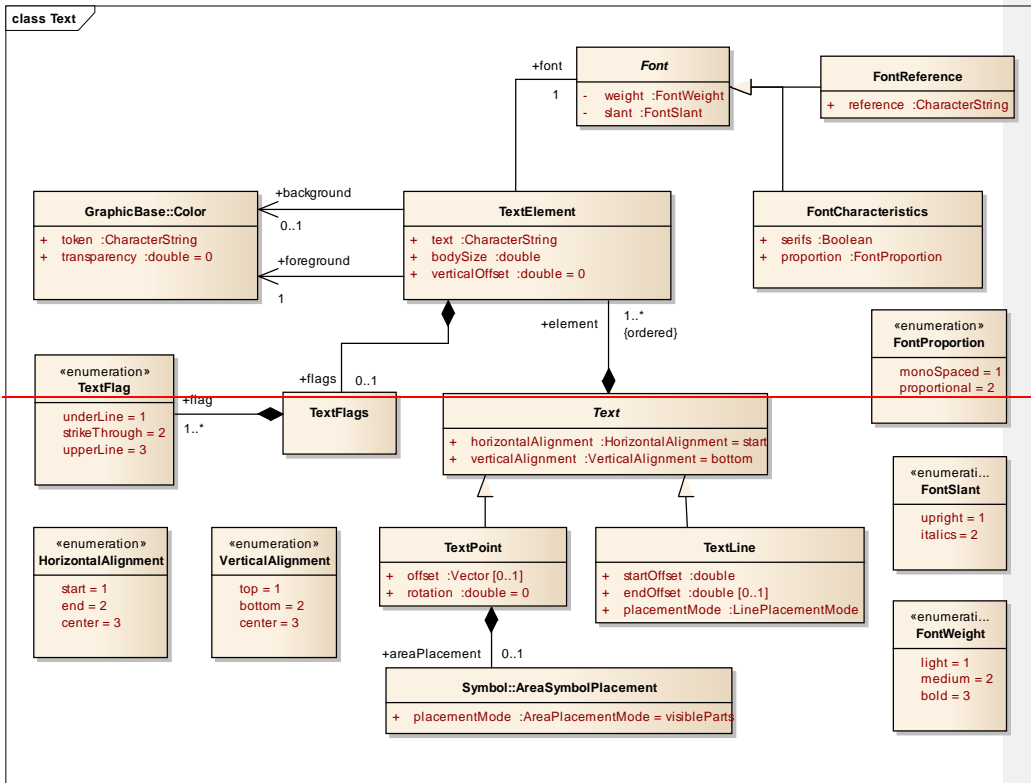 class Text
+font
1
Font
- weight :FontWeight
- slant :FontSlant
FontReference
+ reference :CharacterString
GraphicBase::Color
+ token :CharacterString
+ transparency :double = 0
+background
0..1
+foreground
1
TextElement
+ text :CharacterString
+ bodySize :double
+ verticalOffset :double = 0
FontCharacteristics
+ serifs :Boolean
+ proportion :FontProportion
+element
1..*
{ordered}
«enumeration»
FontProportion
monoSpaced = 1
proportional = 2
«enumeration»
TextFlag
underLine = 1
strikeThrough = 2
upperLine = 3
+flag
1..*
+flags
0..1
TextFlags
Text
+ horizontalAlignment :HorizontalAlignment = start
+ verticalAlignment :VerticalAlignment = bottom
«enumerati...
FontSlant
upright = 1
italics = 2
«enumeration»
HorizontalAlignment
start = 1
end = 2
center = 3
«enumeration»
VerticalAlignment
top = 1
bottom = 2
center = 3
TextPoint
+ offset :Vector [0..1]
+ rotation :double = 0
TextLine
+ startOffset :double
+ endOffset :double [0..1]
+ placementMode :LinePlacementMode
«enumerati...
FontWeight
light = 1
medium = 2
bold = 3
+areaPlacement
0..1
Symbol::AreaSymbolPlacement
+ placementMode :AreaPlacementMode = visibleParts